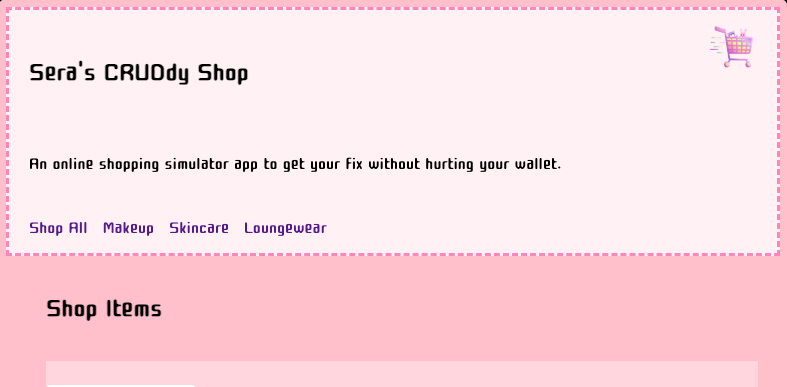 Sera's CRUDdy Shop
An online shopping simulator app to get your fix without hurting your wallet.
Shop All Makeup Skincare Loungewear
Shop Items